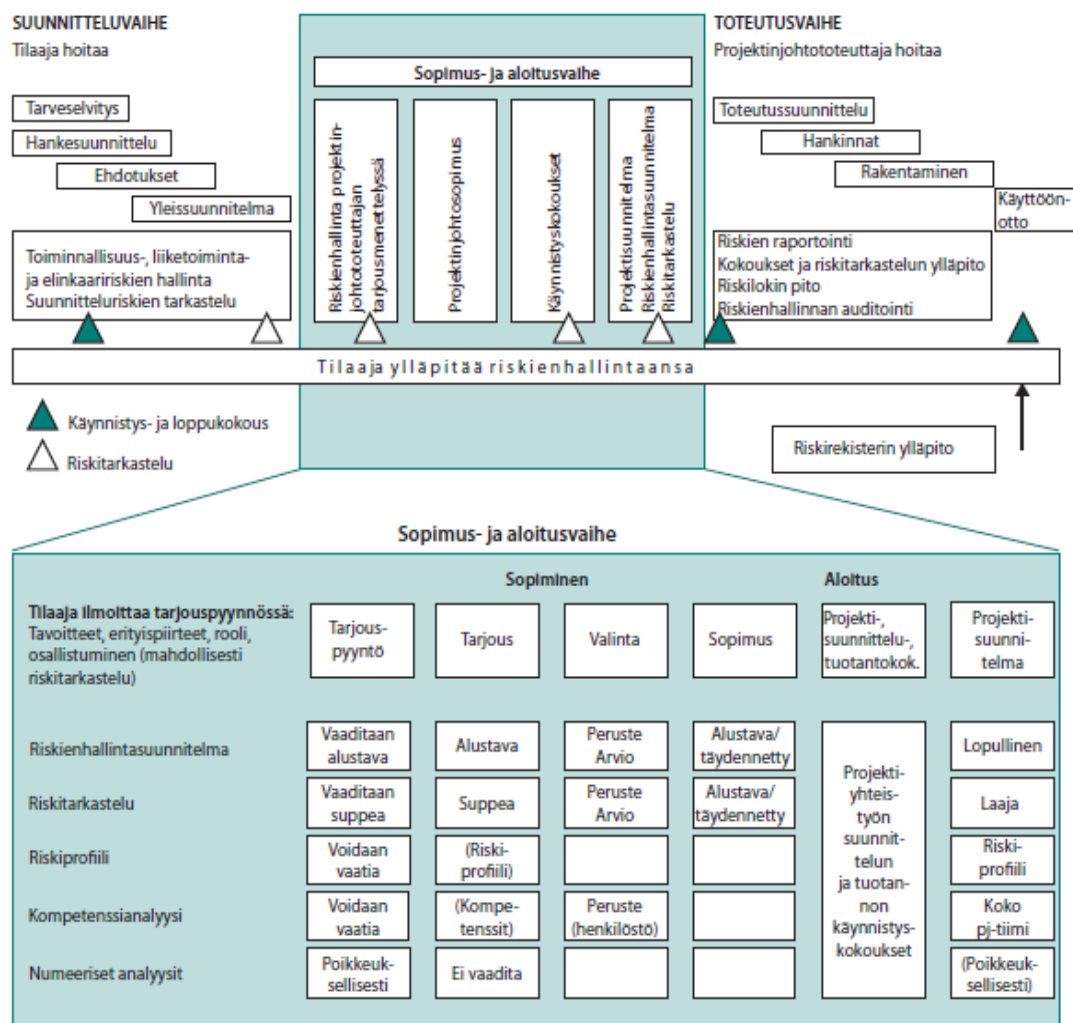 SUUNNITTELUVAIHE
Tilaaja hoitaa
Tarveselvitys
Hankesuunnittelu
Ehdotukset
Yleissuunnitelma
Toiminnallisuus-, liiketoiminta-
ja elinkaaririskien hallinta
Suunnitteluriskien tarkastelu
Sopimus- ja aloitusvaihe
Riskienhallinta projektin-
johtototeuttajan
tarjousmenettelyssä
Projektinjohtosopimus
Käynnistyskokoukset
Projektisuunnitelma
Riskienhallintasuunnitelma
Riskitarkastelu
TOTEUTUSVAIHE
Projektinjohtototeuttaja hoitaa
Toteutussuunnittelu
Hankinnat
Rakentaminen
Käyttöön-
otto
Riskien raportointi
Kokoukset ja riskitarkastelun ylläpito
Riskilokin pito
Riskienhallinnan auditointi
Tilaaja ylläpitää riskienhallintaansa
Käynnistys- ja loppukokous
Riskitarkastelu
Riskirekisterin ylläpito
Sopimus- ja aloitusvaihe
Sopiminen
Aloitus
Tilaaja ilmoittaa tarjouspyynnössä:
Tavoitteet, erityispiirteet, rooli,
osallistuminen (mahdollisesti
riskitarkastelu)
Tarjous-
pyyntö
Tarjous
Valinta
Sopimus
Projekti-,
suunnittelu-,
tuotantokok.
Projekti-
suunni-
telma
Riskienhallintasuunnitelma
Vaaditaan
alustava
Alustava
Peruste
Arvio
Alustava/
täydennetty
Lopullinen
Riskitarkastelu
Vaaditaan
suppea
Suppea
Peruste
Arvio
Alustava/
täydennetty
Laaja
Riskiprofiili
Voidaan
vaatia
(Riski-
profiili)
Riski-
profiili
Kompetenssianalyysi
Voidaan
vaatia
(Kompe-
tenssit)
Peruste
(henkilöstö)
Koko
pj-tiimi
Numeeriset analyysit
Poikkeuk-
sellisesti
Ei vaadita
(Poikkeuk-
sellisesti)
Projekti-
yhteis-
työn
suunnit-
telun
ja tuotan-
non
käynnistys-
kokoukset